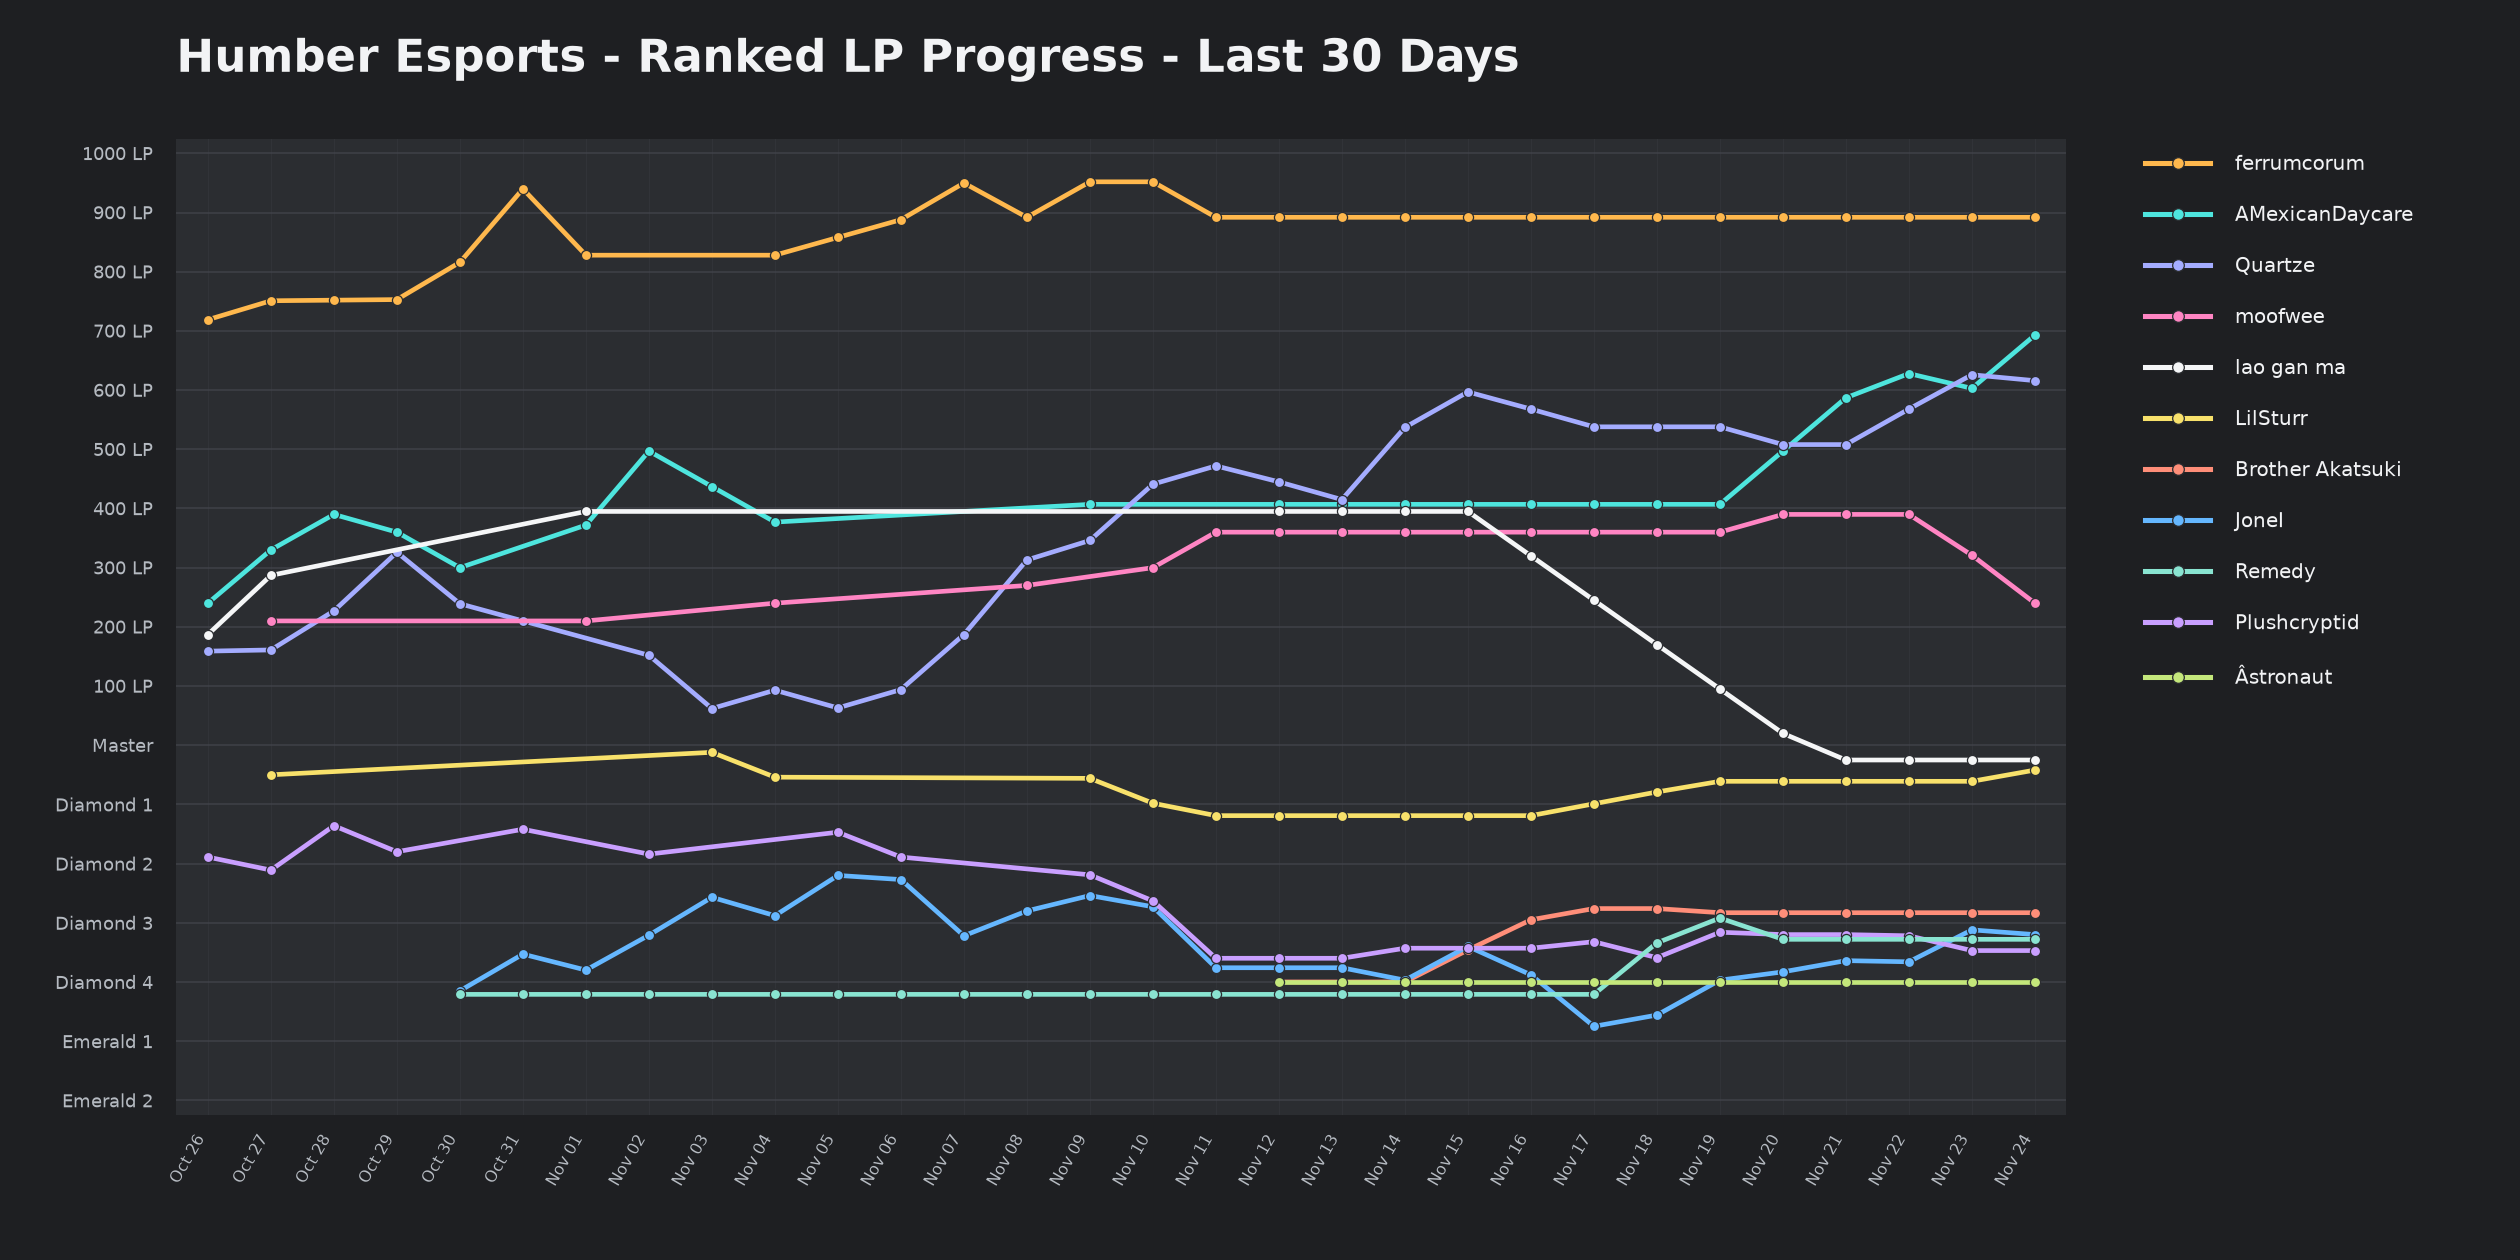 Humber Esports - Ranked LP Progress - Last 30 Days
1000 LP
900 LP
800 LP
700 LP
600 LP
500 LP
400 LP
300 LP
200 LP
100 LP
Master
Diamond 1
Diamond 2
Diamond 3
Diamond 4
Emerald 1
Emerald 2
Oct 26
Oct 27
Oct 28
Oct 29
Oct 30
Oct 31
Nov 01
Nov 02
Nov 03
Nov 04
Nov 05
Nov 06
Nov 07
Nov 08
Nov 09
Nov 10
Nov 11
Nov 12
Nov 13
Nov 14
Nov 15
Nov 16
Nov 17
Nov 18
Nov 19
Nov 20
Nov 21
Nov 22
Nov 23
Nov 24
ferrumcorum
AMexicanDaycare
Quartze
moofwee
lao gan ma
LilSturr
Brother Akatsuki
Jonel
Remedy
Plushcryptid
Âstronaut